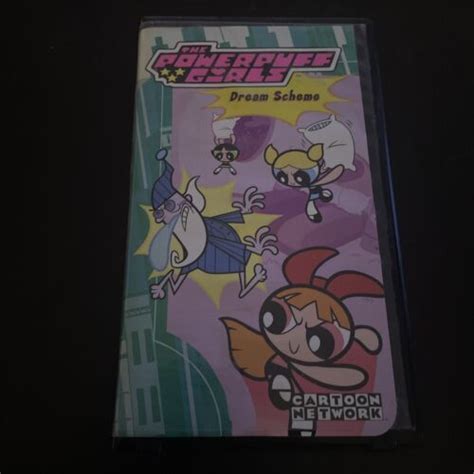 THE
POWERPUFF
GIRLS
Dream Scheme
CARTOON
NETWORK